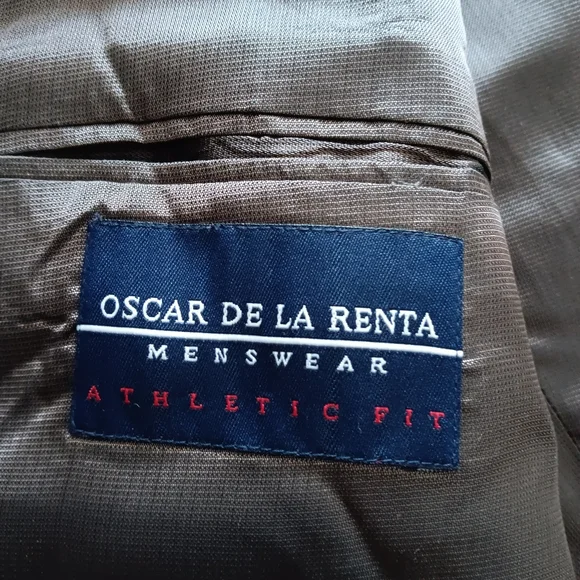 OSCAR DE LA RENTA
MENSWEAR
ATHLETIC FIT